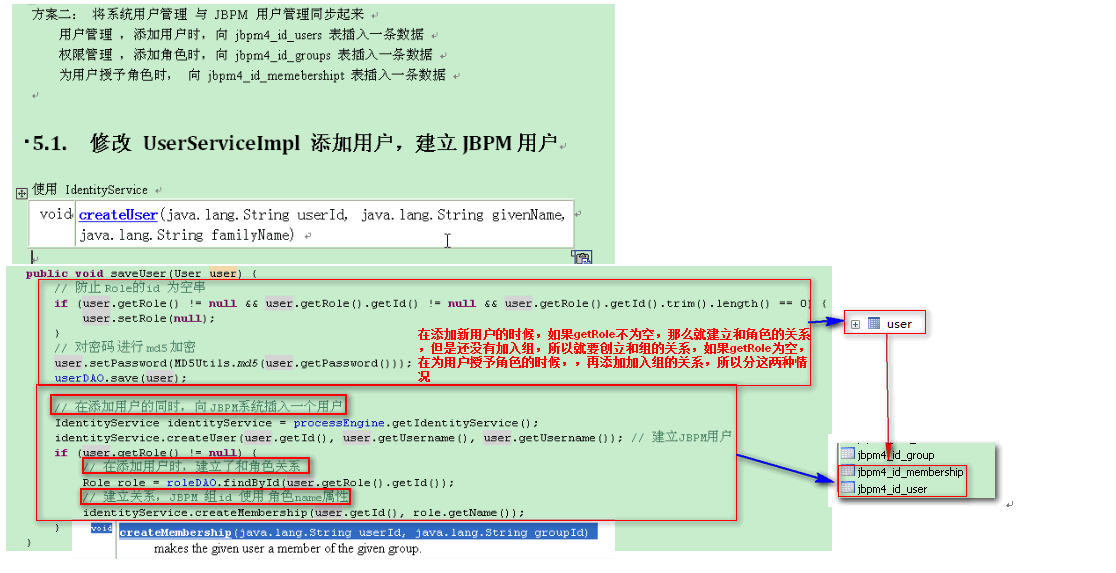 方案二： 将系统用户管理 与 JBPM 用户管理同步起来
用户管理 ，添加用户时，向 jbpm4_id_users 表插入一条数据
权限管理 ，添加角色时，向 jbpm4_id_groups 表插入一条数据
为用户授予角色时， 向 jbpm4_id_memebershipt 表插入一条数据
5.1. 修改 UserServiceImpl 添加用户，建立 JBPM 用户
使用 IdentityService
void createUser(java.lang.String userId, java.lang.String givenName,
java.lang.String familyName)
public void saveUser(User user) {
// 防止 Role的id 为空串
if (user.getRole() != null && user.getRole().getId() != null && user.getRole().getId().trim().length() == 0) {
user.setRole(null);
}
// 对密码 进行 md5 加密
user.setPassword(MD5Utils.md5(user.getPassword()));
userDAO.save(user);
在添加新用户的时候，如果getRole不为空，那么就建立和角色的关系
，但是还没有加入组，所以就要创立和组的关系，如果getRole为空，
在为用户授予角色的时候，，再添加加入组的关系，所以分这两种情
况
user
// 在添加用户的同时，向 JBPM系统插入一个用户
IdentityService identityService = processEngine.getIdentityService();
identityService.createUser(user.getId(), user.getUsername(), user.getUsername()); // 建立JBPM用户
if (user.getRole() != null) {
// 在添加用户时，建立了和角色关系
Role role = roleDAO.findById(user.getRole().getId());
// 建立关系，JBPM 组id 使用 角色name属性
identityService.createMembership(user.getId(), role.getName());
}
}
jbpm4_id_group
jbpm4_id_membership
jbpm4_id_user
void createMembership(java.lang.String userId, java.lang.String groupId)
makes the given user a member of the given group.